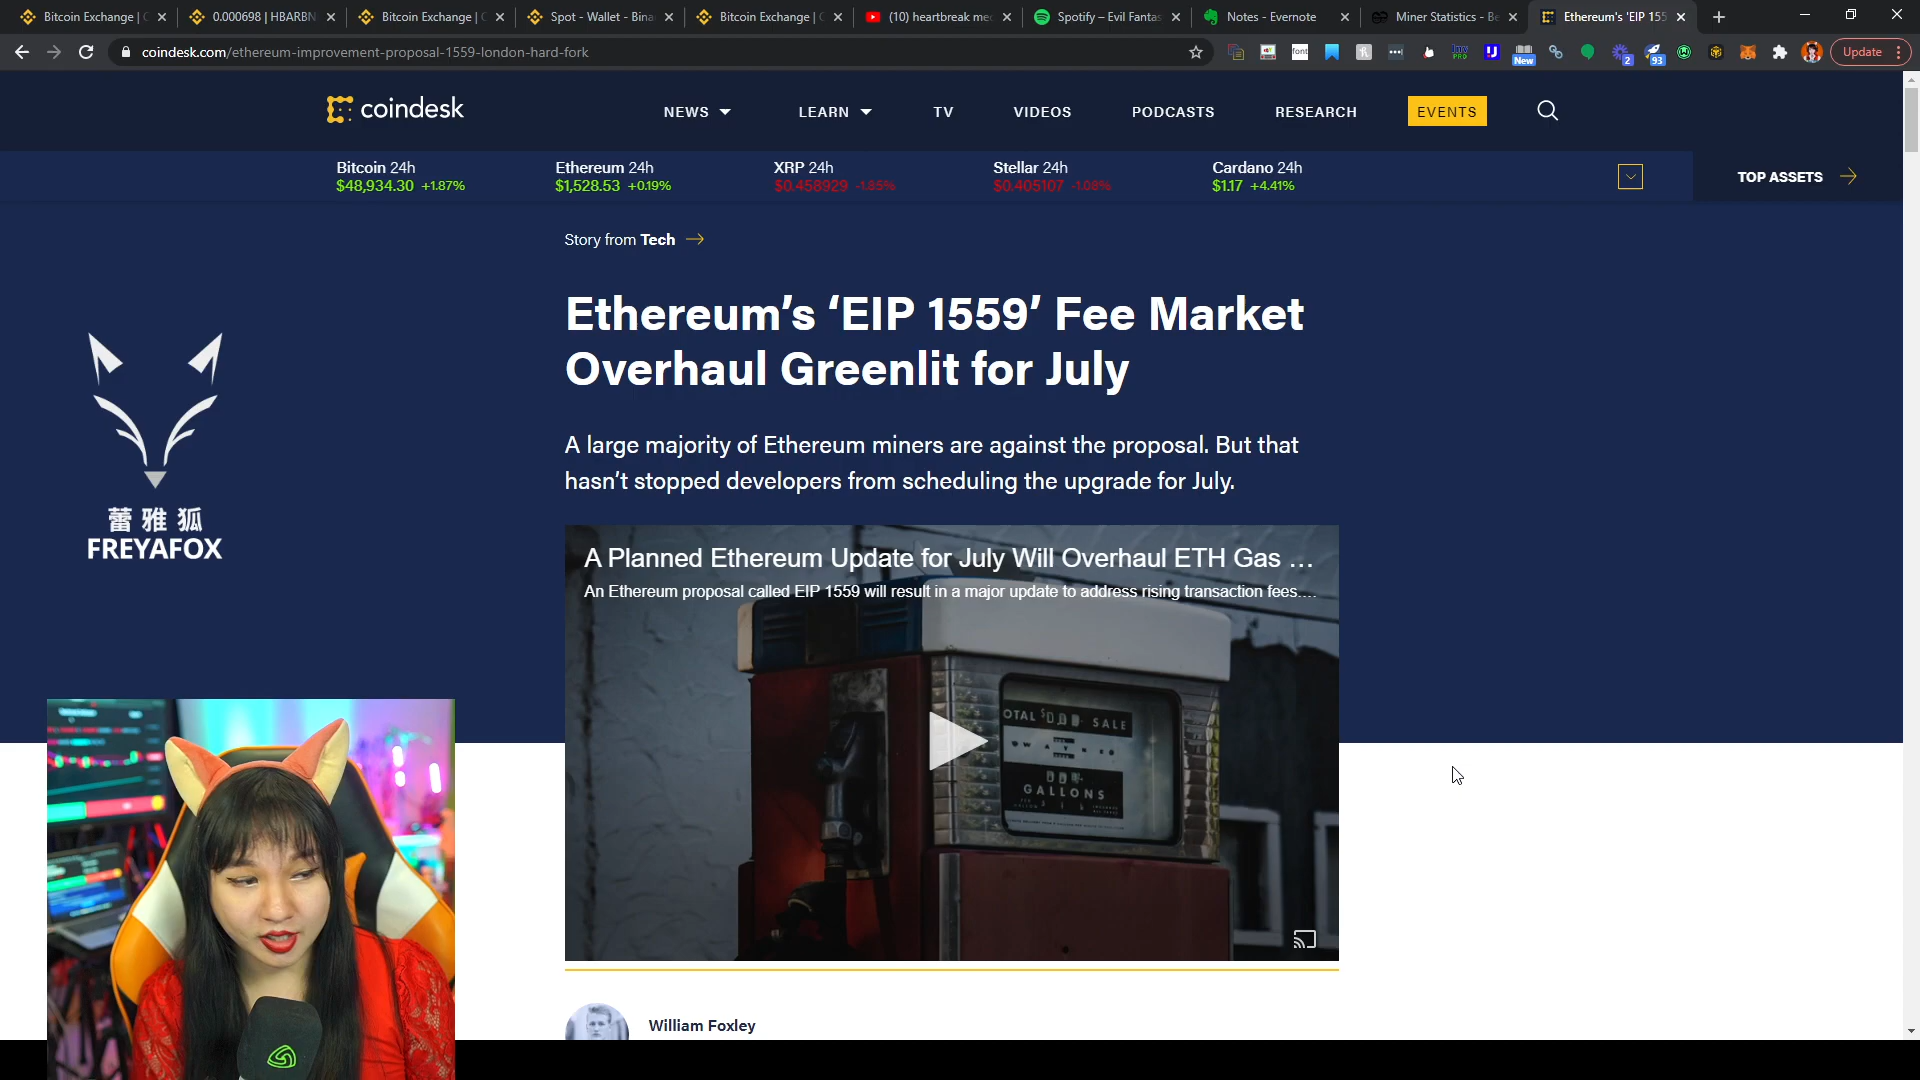 Bitcoin Exchange | C
0.000698 | HBARBN
Bitcoin Exchange | C
Spot - Wallet - Bina
Bitcoin Exchange | C
(10) heartbreak me
Spotify – Evil Fantas
Notes - Evernote
Miner Statistics - Be
Ethereum's 'EIP 155
coindesk.com/ethereum-improvement-proposal-1559-london-hard-fork
New
2
93
Update
coindesk
NEWS
LEARN
TV
VIDEOS
PODCASTS
RESEARCH
EVENTS
Bitcoin 24h
$48,934.30 +1.87%
Ethereum 24h
$1,528.53 +0.19%
XRP 24h
$0.458929 -1.85%
Stellar 24h
$0.405107 -1.08%
Cardano 24h
$1.17 +4.41%
TOP ASSETS
Story from Tech
Ethereum’s ‘EIP 1559’ Fee Market
Overhaul Greenlit for July
A large majority of Ethereum miners are against the proposal. But that
hasn’t stopped developers from scheduling the upgrade for July.
蕾雅狐
FREYAFOX
A Planned Ethereum Update for July Will Overhaul ETH Gas …
An Ethereum proposal called EIP 1559 will result in a major update to address rising transaction fees.…
SALE
GALLONS
William Foxley